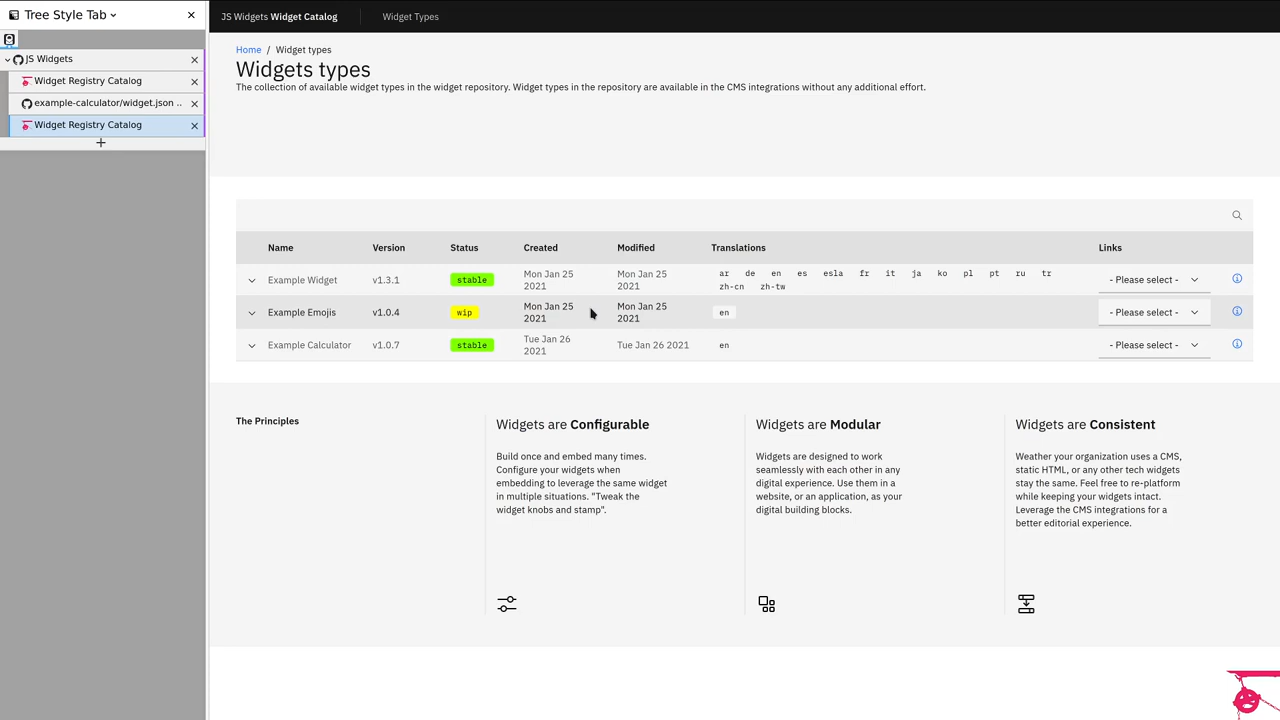 Tree Style Tab
JS Widgets
Widget Registry Catalog
example-calculator/widget.json ..
Widget Registry Catalog
JS Widgets Widget Catalog
Widget Types
Home / Widget types
Widgets types
The collection of available widget types in the widget repository. Widget types in the repository are available in the CMS integrations without any additional effort.
Name Version Status Created Modified Translations Links
Example Widget v1.3.1 stable Mon Jan 25 2021 Mon Jan 25 2021 ar de en es esla fr it ja ko pl pt ru tr zh-cn zh-tw - Please select -
Example Emojis v1.0.4 wip Mon Jan 25 2021 Mon Jan 25 2021 en - Please select -
Example Calculator v1.0.7 stable Tue Jan 26 2021 Tue Jan 26 2021 en - Please select -
The Principles
Widgets are Configurable
Build once and embed many times.
Configure your widgets when
embedding to leverage the same widget
in multiple situations. "Tweak the
widget knobs and stamp".
Widgets are Modular
Widgets are designed to work
seamlessly with each other in any
digital experience. Use them in a
website, or an application, as your
digital building blocks.
Widgets are Consistent
Weather your organization uses a CMS,
static HTML, or any other tech widgets
stay the same. Feel free to re-platform
while keeping your widgets intact.
Leverage the CMS integrations for a
better editorial experience.